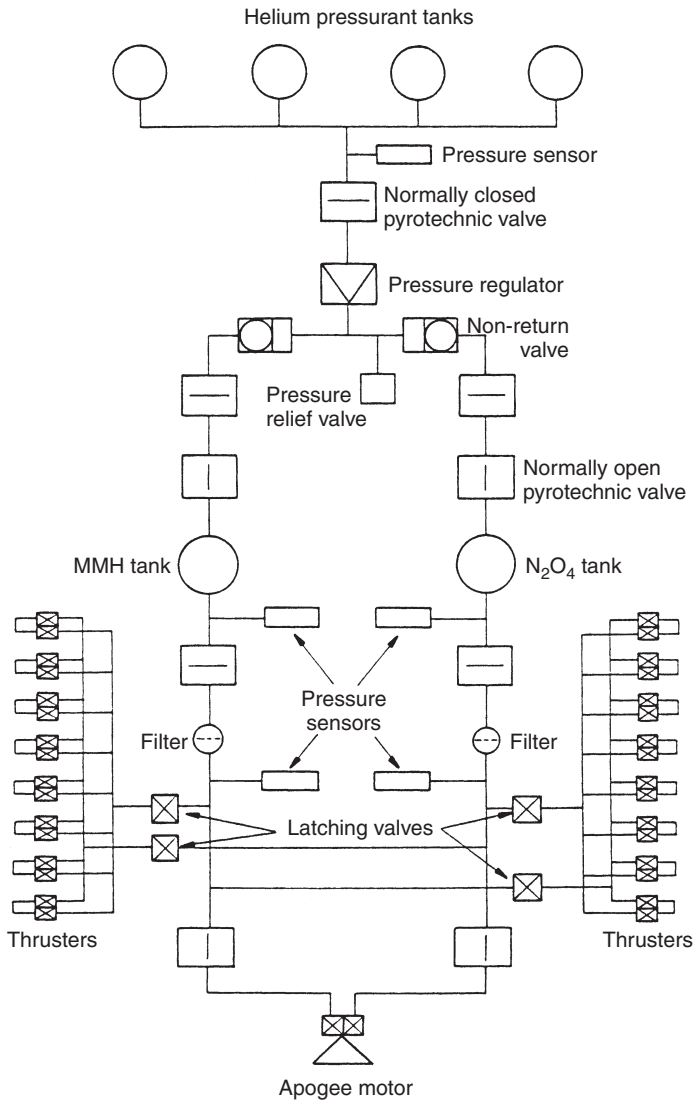 Helium pressurant tanks
Pressure sensor
Normally closed
pyrotechnic valve
Pressure regulator
Non-return
valve
Pressure
relief valve
Normally open
pyrotechnic valve
MMH tank
N₂O₄ tank
Pressure
sensors
Filter
Filter
Latching valves
Thrusters
Thrusters
Apogee motor